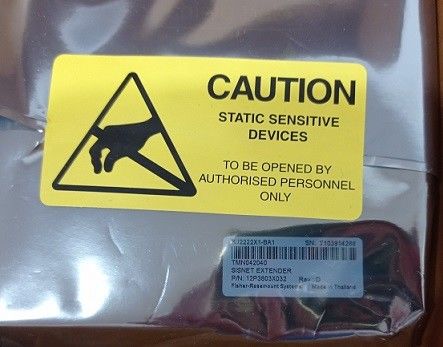 CAUTION
STATIC SENSITIVE
DEVICES
TO BE OPENED BY
AUTHORISED PERSONNEL
ONLY
KJ2222X1-BA1 SN: T103914288
TMN042040
SISNET EXTENDER
P/N: 12P3803X032 Rev: D
Fisher-Rosemount Systems Made in Thailand